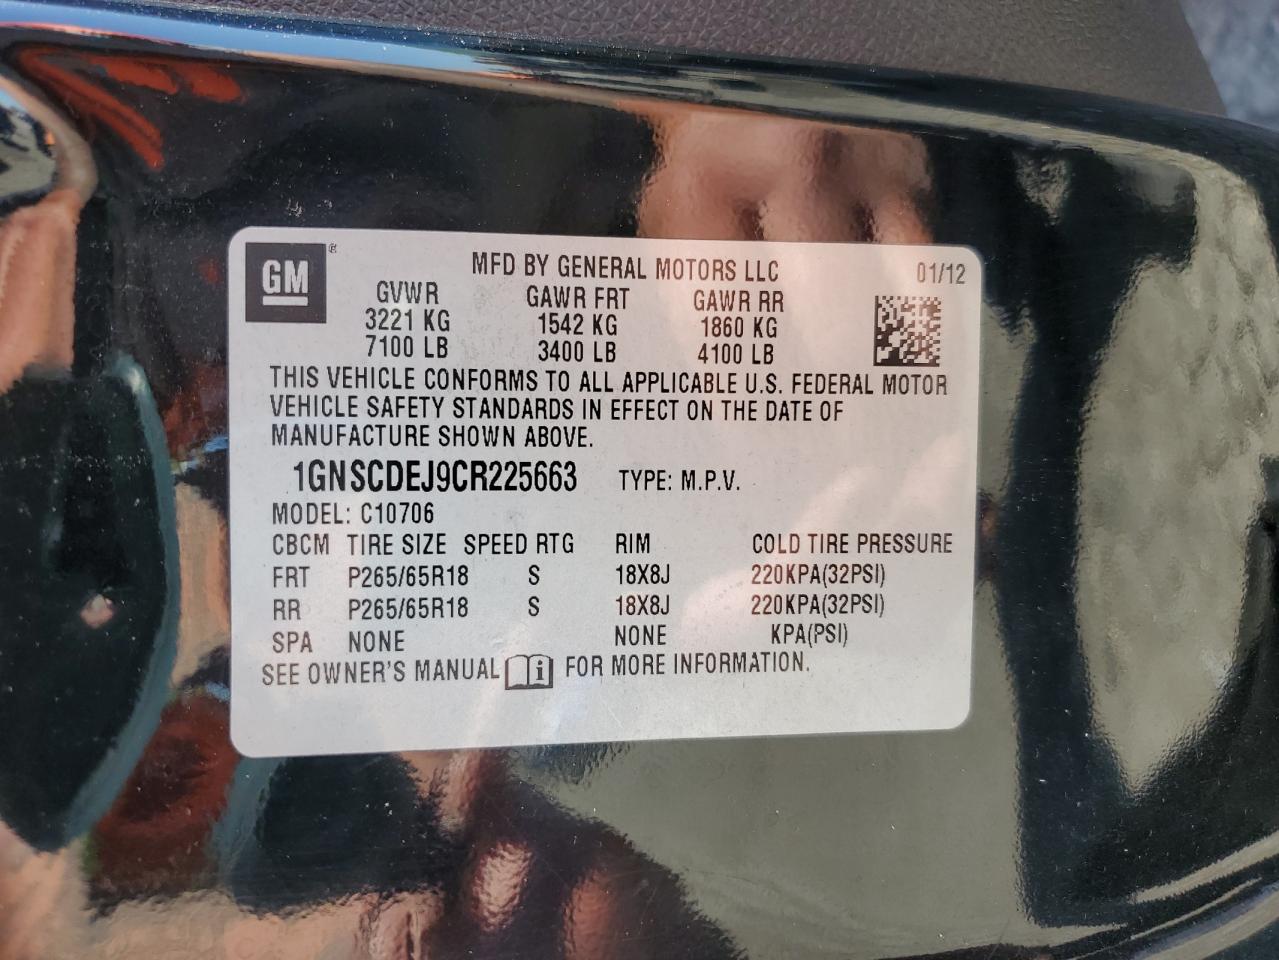 GM®
MFD BY GENERAL MOTORS LLC 01/12
GVWR GAWR FRT GAWR RR
3221 KG 1542 KG 1860 KG
7100 LB 3400 LB 4100 LB
THIS VEHICLE CONFORMS TO ALL APPLICABLE U.S. FEDERAL MOTOR
VEHICLE SAFETY STANDARDS IN EFFECT ON THE DATE OF
MANUFACTURE SHOWN ABOVE.
1GNSCDEJ9CR225663 TYPE: M.P.V.
MODEL: C10706
CBCM TIRE SIZE SPEED RTG RIM COLD TIRE PRESSURE
FRT P265/65R18 S 18X8J 220KPA(32PSI)
RR P265/65R18 S 18X8J 220KPA(32PSI)
SPA NONE NONE KPA(PSI)
SEE OWNER'S MANUAL i FOR MORE INFORMATION.